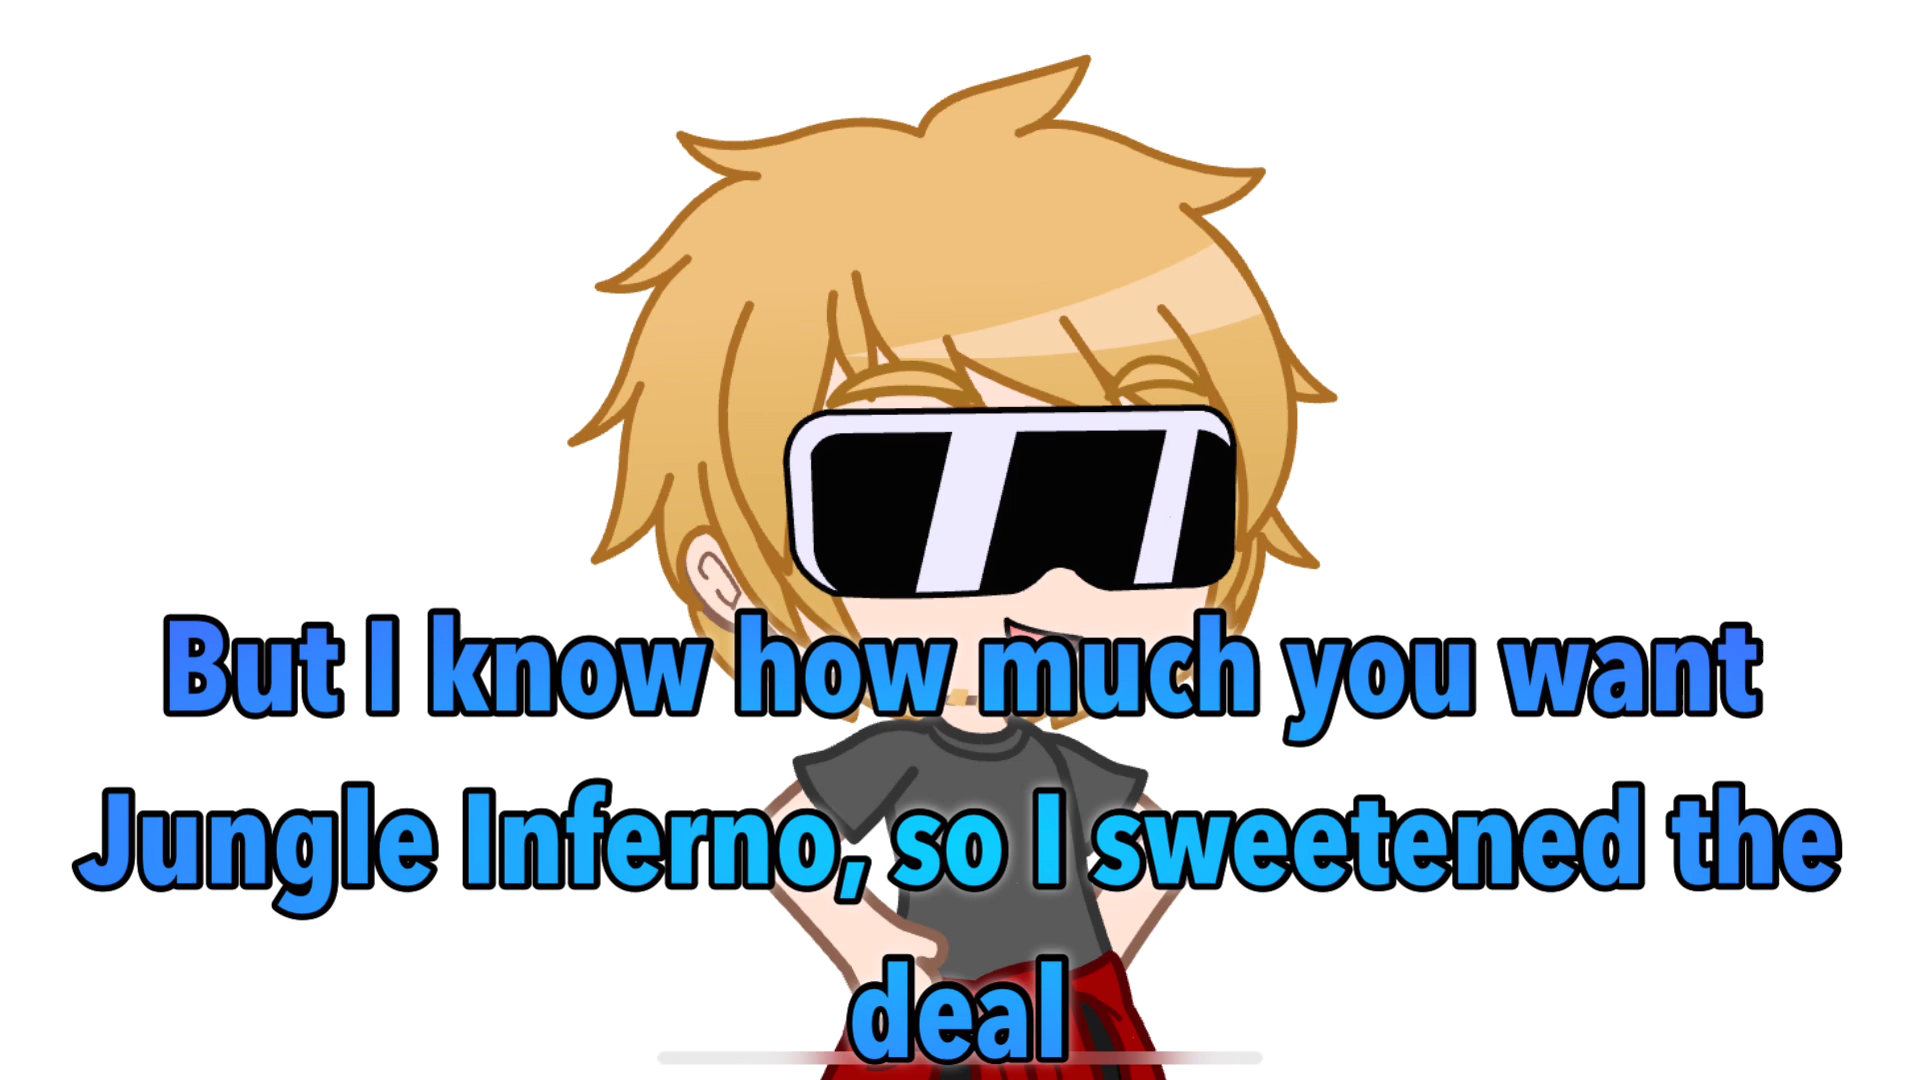 But I know how much you want
Jungle Inferno, so I sweetened the
deal